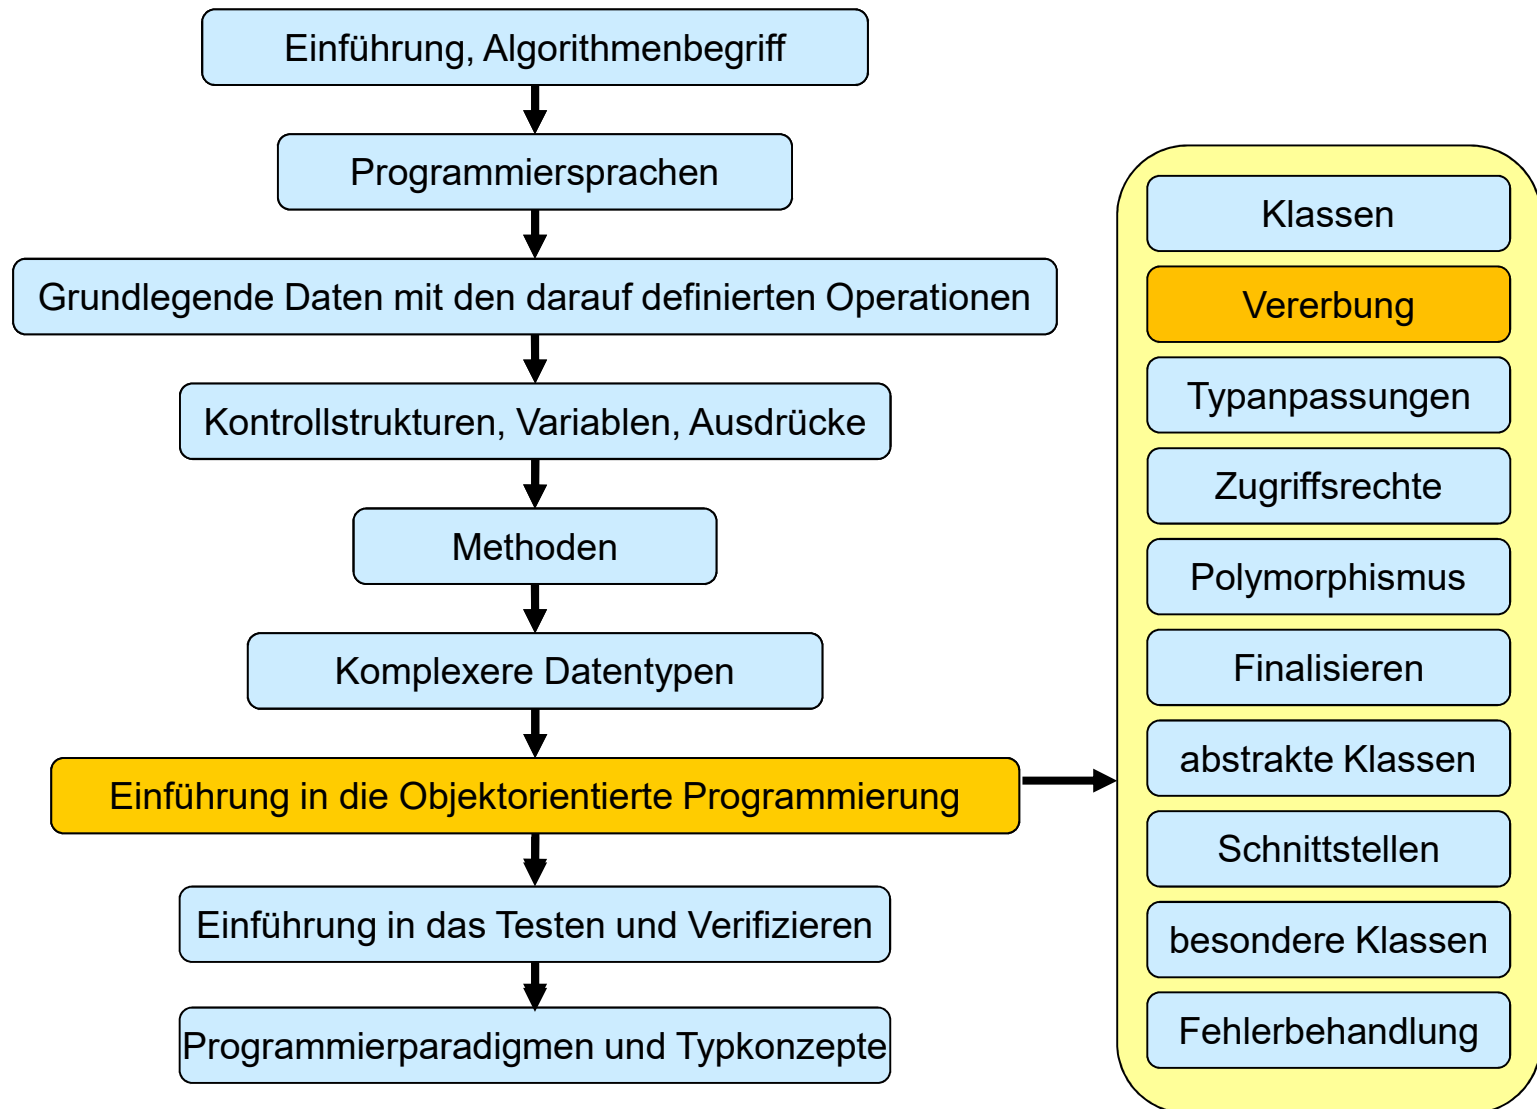 Einführung, Algorithmenbegriff
Programmiersprachen
Grundlegende Daten mit den darauf definierten Operationen
Kontrollstrukturen, Variablen, Ausdrücke
Methoden
Komplexere Datentypen
Einführung in die Objektorientierte Programmierung
Einführung in das Testen und Verifizieren
Programmierparadigmen und Typkonzepte
Klassen
Vererbung
Typanpassungen
Zugriffsrechte
Polymorphismus
Finalisieren
abstrakte Klassen
Schnittstellen
besondere Klassen
Fehlerbehandlung